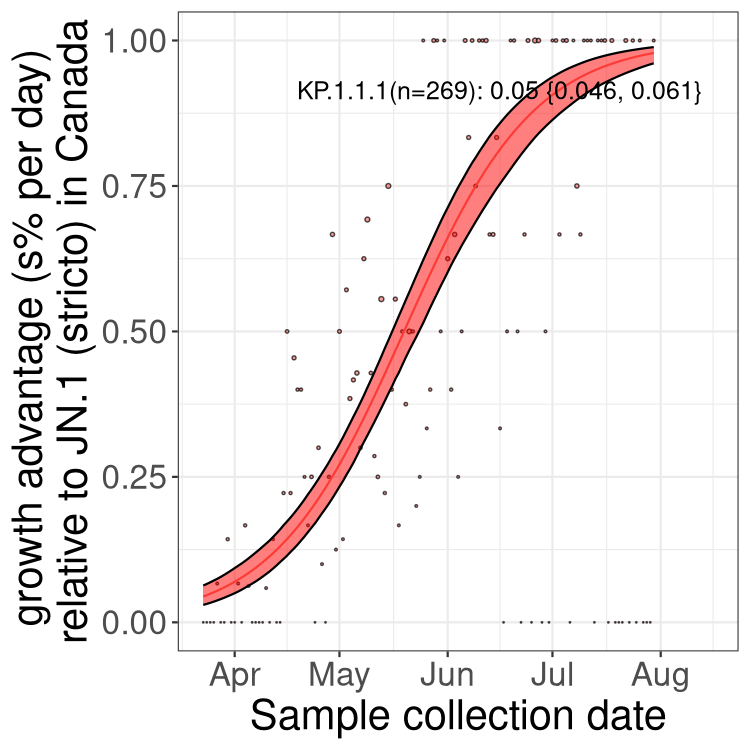 growth advantage (s% per day)
relative to JN.1 (stricto) in Canada
1.00
0.75
0.50
0.25
0.00
KP.1.1.1(n=269): 0.05 {0.046, 0.061}
Apr May Jun Jul Aug
Sample collection date